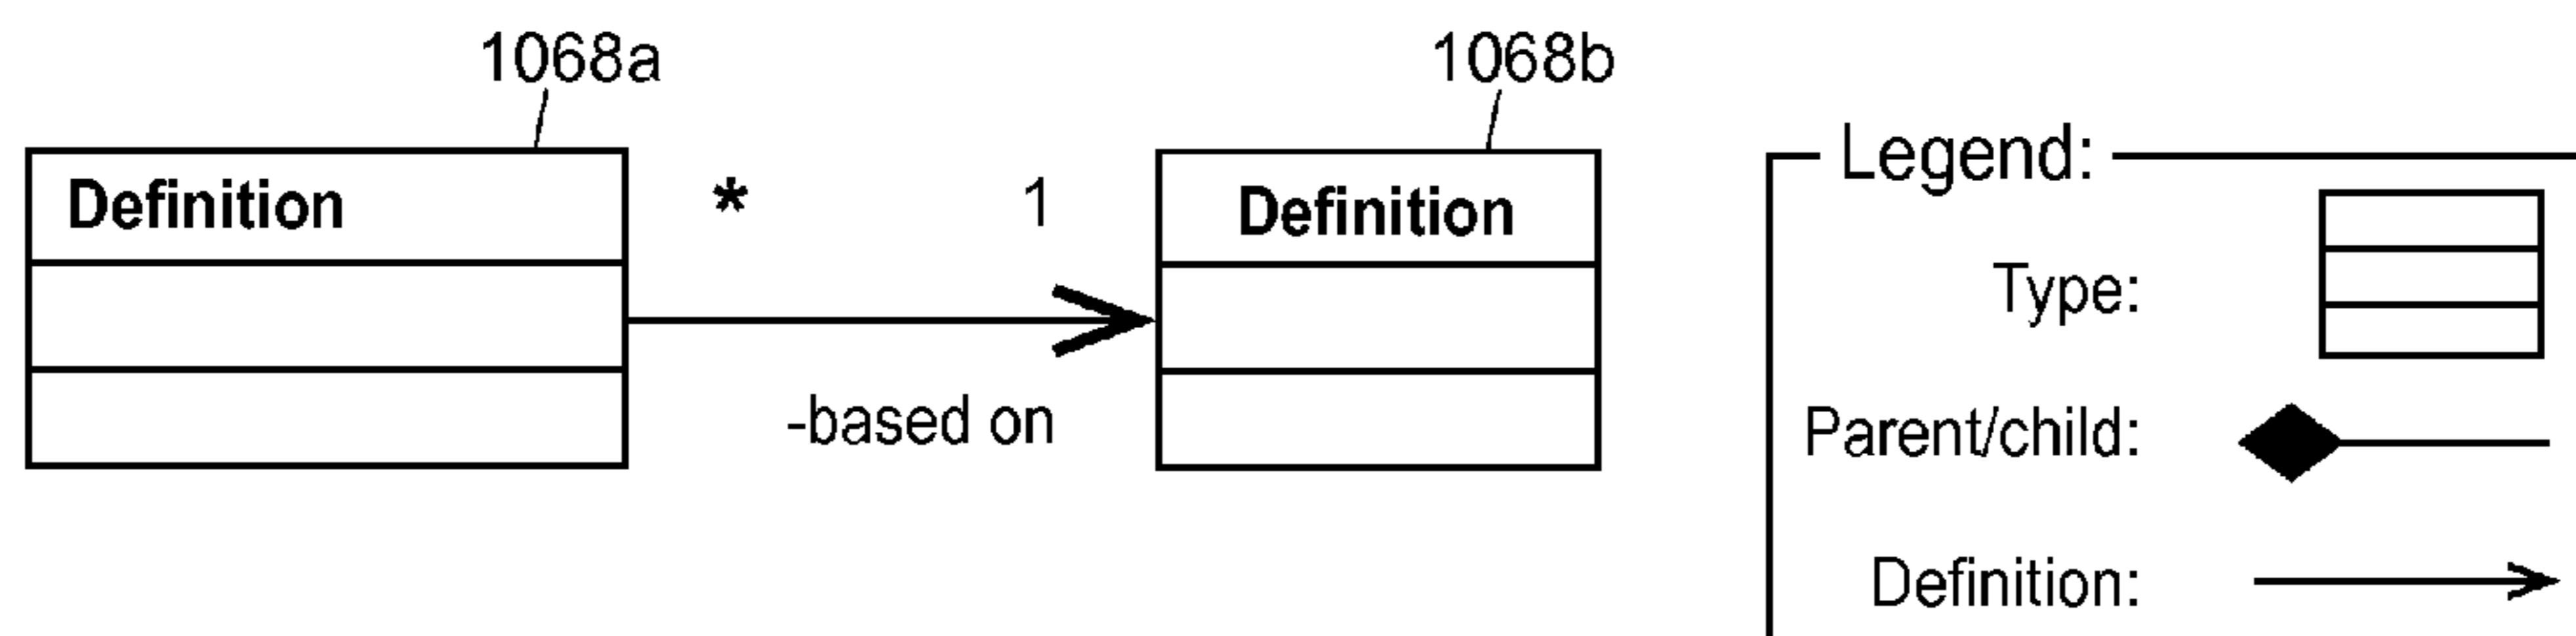 1068a
1068b
Definition
*
1
Definition
-based on
Legend:
Type:
Parent/child:
Definition: